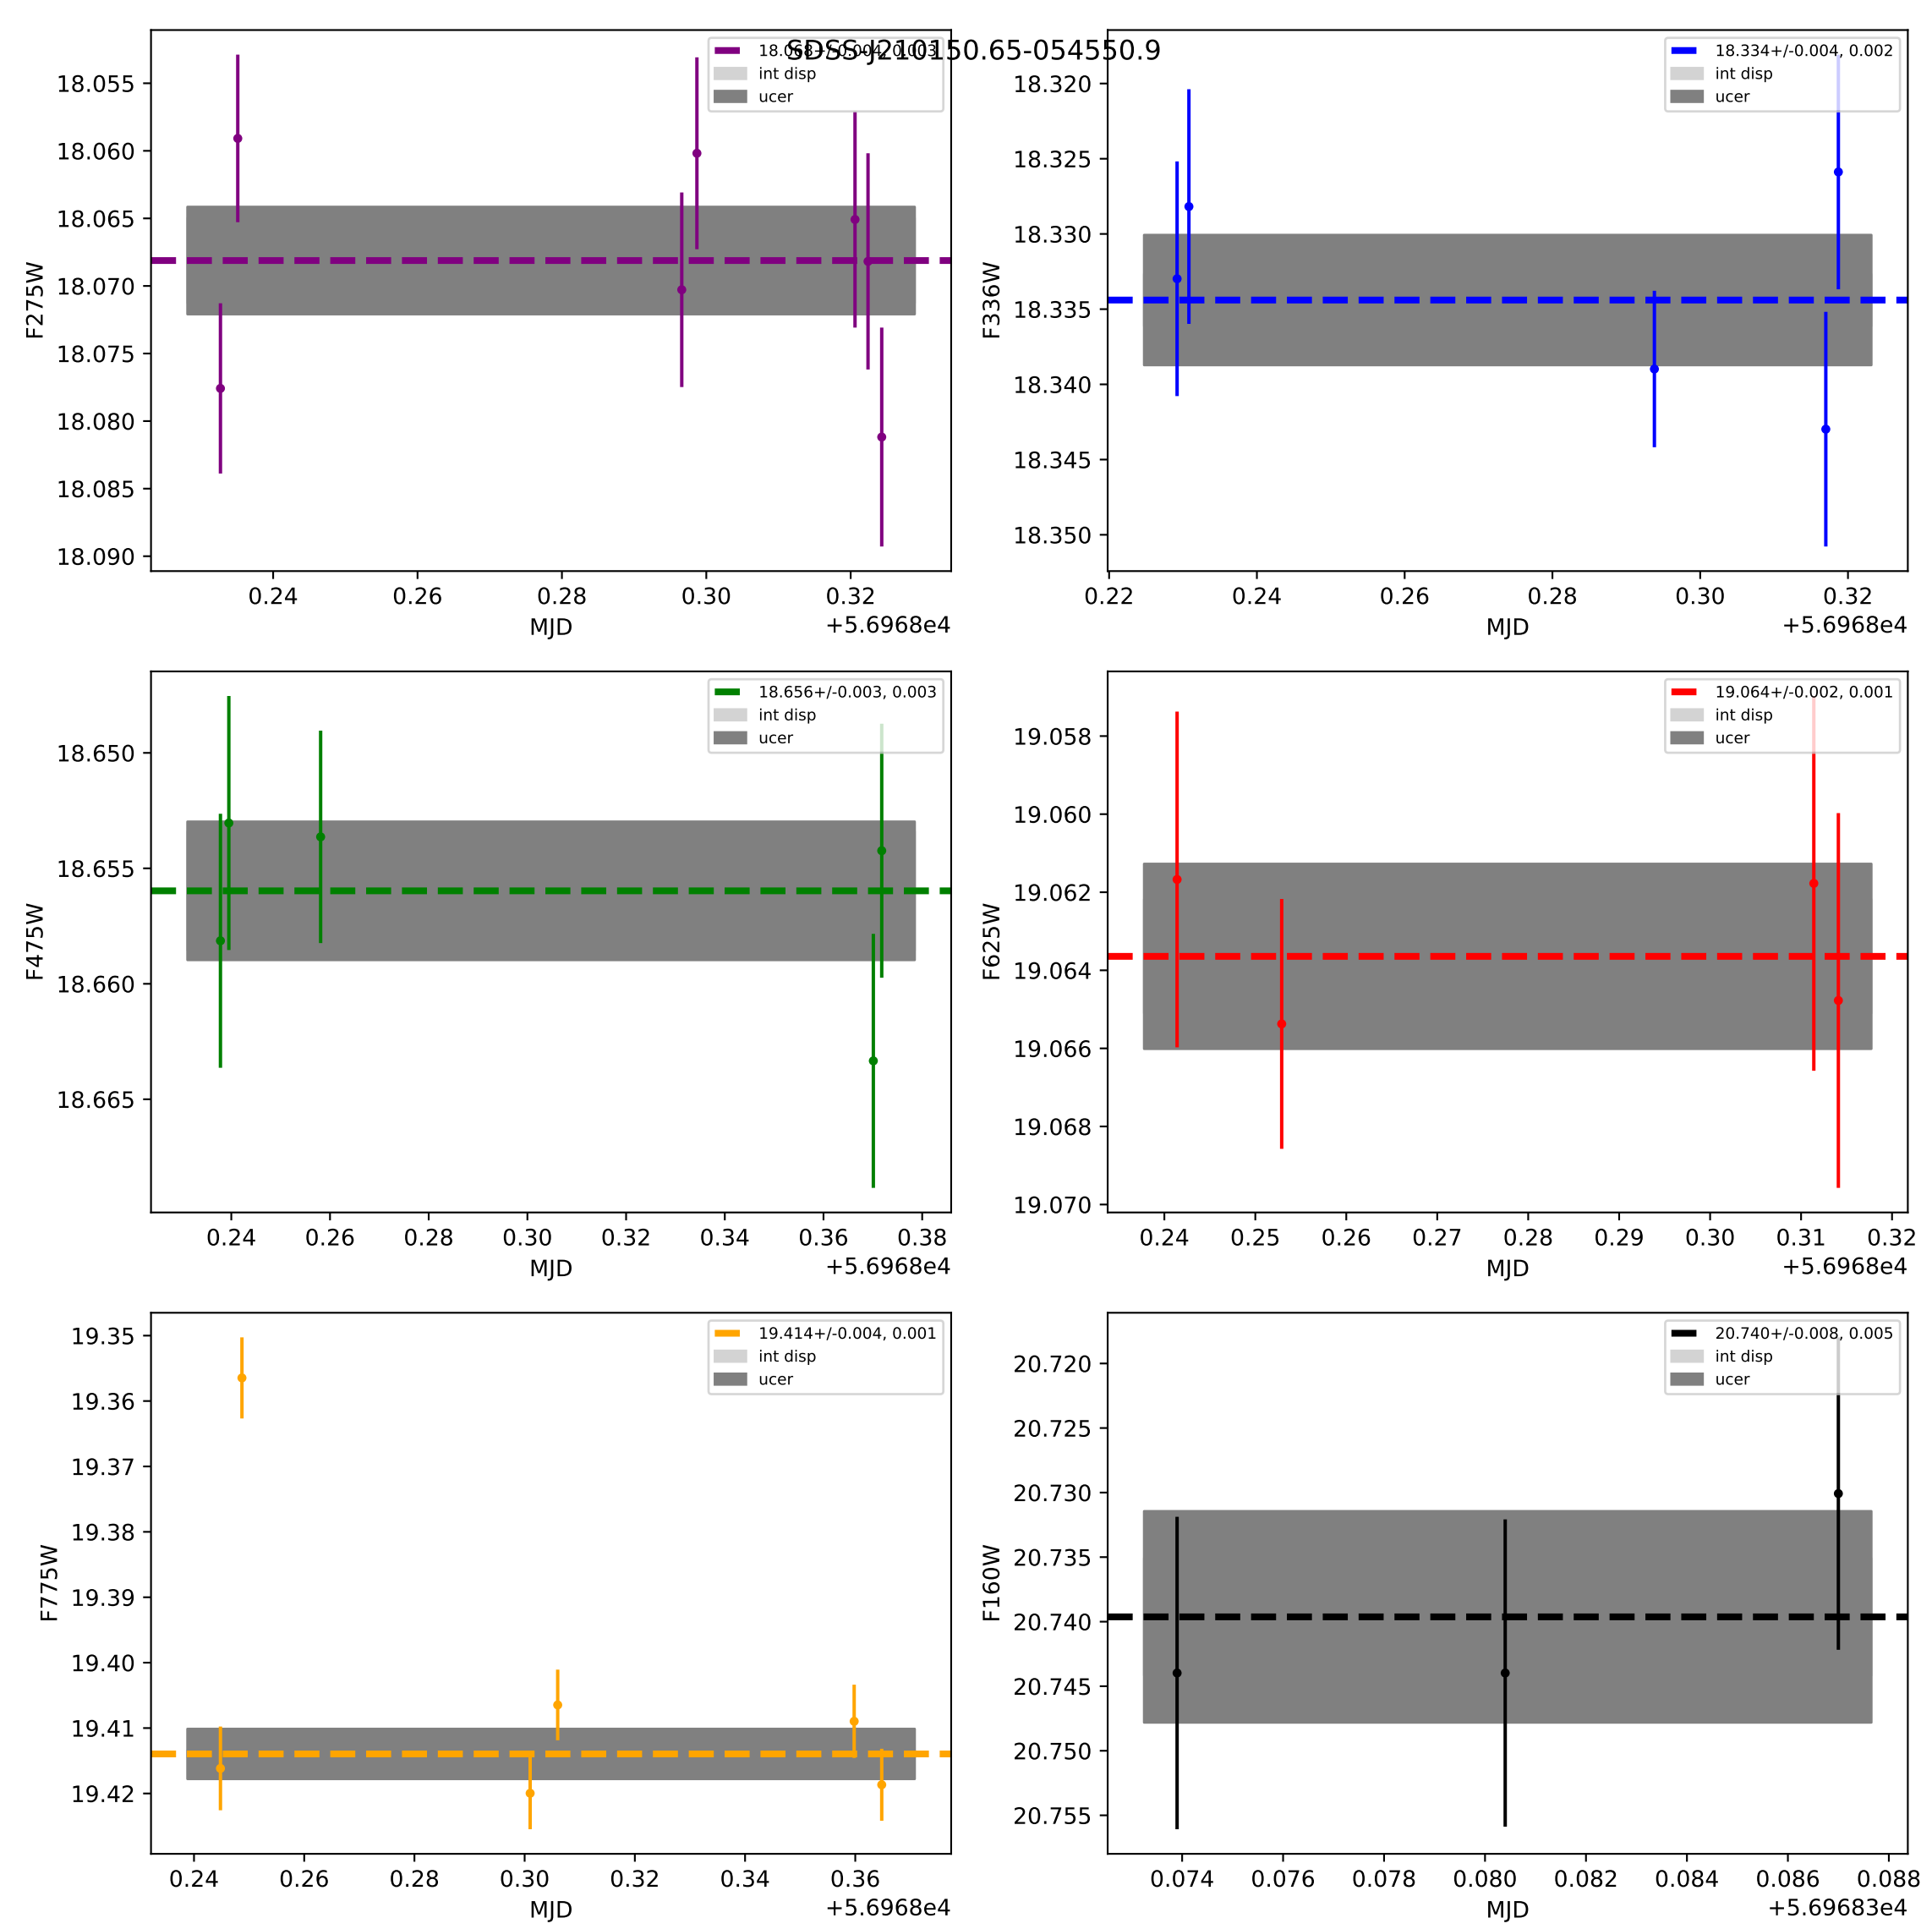 SDSS-J210150.65-054550.9
18.068+/-0.004, 0.003
int disp
ucer
18.055
18.060
18.065
18.070
18.075
18.080
18.085
18.090
F275W
0.24 0.26 0.28 0.30 0.32
MJD
+5.6968e4
18.334+/-0.004, 0.002
int disp
ucer
18.320
18.325
18.330
18.335
18.340
18.345
18.350
F336W
0.22 0.24 0.26 0.28 0.30 0.32
MJD
+5.6968e4
18.656+/-0.003, 0.003
int disp
ucer
18.650
18.655
18.660
18.665
F475W
0.24 0.26 0.28 0.30 0.32 0.34 0.36 0.38
MJD
+5.6968e4
19.064+/-0.002, 0.001
int disp
ucer
19.058
19.060
19.062
19.064
19.066
19.068
19.070
F625W
0.24 0.25 0.26 0.27 0.28 0.29 0.30 0.31 0.32
MJD
+5.6968e4
19.414+/-0.004, 0.001
int disp
ucer
19.35
19.36
19.37
19.38
19.39
19.40
19.41
19.42
F775W
0.24 0.26 0.28 0.30 0.32 0.34 0.36
MJD
+5.6968e4
20.740+/-0.008, 0.005
int disp
ucer
20.720
20.725
20.730
20.735
20.740
20.745
20.750
20.755
F160W
0.074 0.076 0.078 0.080 0.082 0.084 0.086 0.088
MJD
+5.69683e4